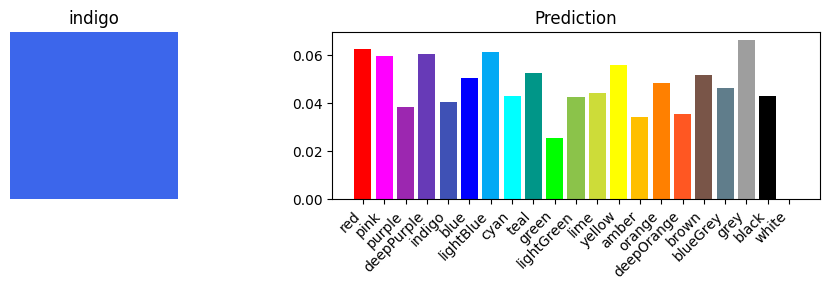 indigo
Prediction
0.06
0.04
0.02
0.00
red
pink
purple
deepPurple
indigo
blue
lightBlue
cyan
teal
green
lightGreen
lime
yellow
amber
orange
deepOrange
brown
blueGrey
grey
black
white